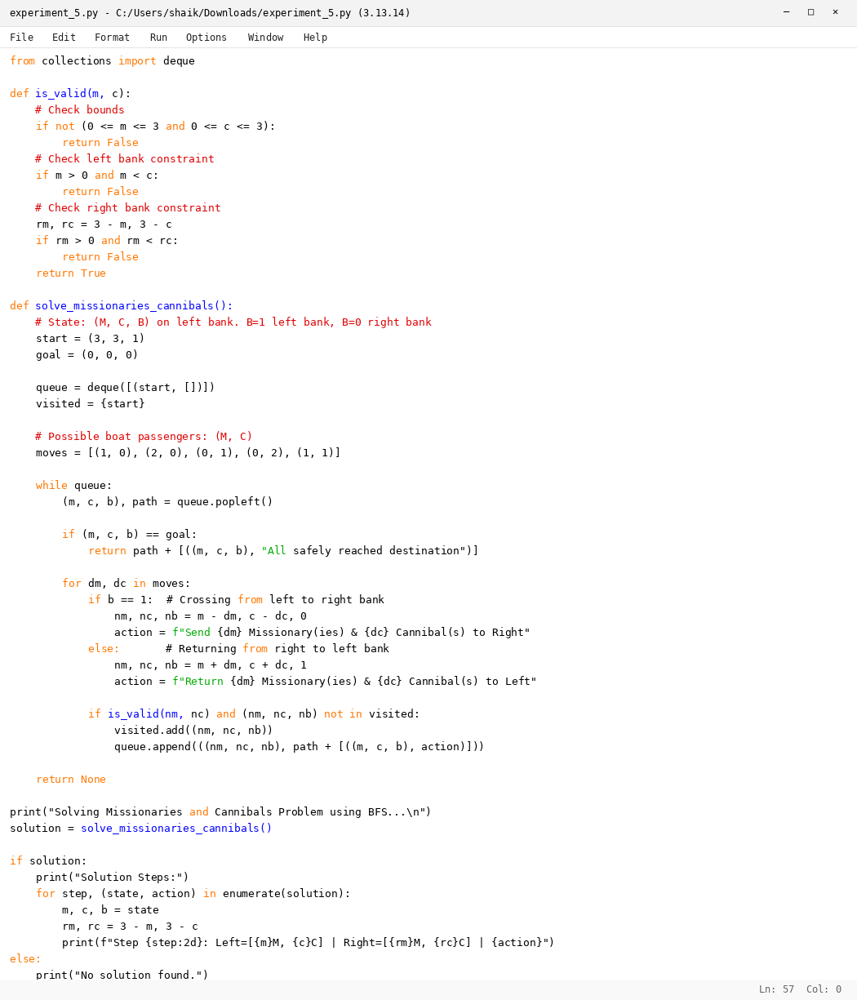 experiment_5.py - C:/Users/shaik/Downloads/experiment_5.py (3.13.14)
File Edit Format Run Options Window Help
from collections import deque

def is_valid(m, c):
    # Check bounds
    if not (0 <= m <= 3 and 0 <= c <= 3):
        return False
    # Check left bank constraint
    if m > 0 and m < c:
        return False
    # Check right bank constraint
    rm, rc = 3 - m, 3 - c
    if rm > 0 and rm < rc:
        return False
    return True

def solve_missionaries_cannibals():
    # State: (M, C, B) on left bank. B=1 left bank, B=0 right bank
    start = (3, 3, 1)
    goal = (0, 0, 0)

    queue = deque([(start, [])])
    visited = {start}

    # Possible boat passengers: (M, C)
    moves = [(1, 0), (2, 0), (0, 1), (0, 2), (1, 1)]

    while queue:
        (m, c, b), path = queue.popleft()

        if (m, c, b) == goal:
            return path + [((m, c, b), "All safely reached destination")]

        for dm, dc in moves:
            if b == 1:  # Crossing from left to right bank
                nm, nc, nb = m - dm, c - dc, 0
                action = f"Send {dm} Missionary(ies) & {dc} Cannibal(s) to Right"
            else:       # Returning from right to left bank
                nm, nc, nb = m + dm, c + dc, 1
                action = f"Return {dm} Missionary(ies) & {dc} Cannibal(s) to Left"

            if is_valid(nm, nc) and (nm, nc, nb) not in visited:
                visited.add((nm, nc, nb))
                queue.append(((nm, nc, nb), path + [((m, c, b), action)]))

    return None

print("Solving Missionaries and Cannibals Problem using BFS...\n")
solution = solve_missionaries_cannibals()

if solution:
    print("Solution Steps:")
    for step, (state, action) in enumerate(solution):
        m, c, b = state
        rm, rc = 3 - m, 3 - c
        print(f"Step {step:2d}: Left=[{m}M, {c}C] | Right=[{rm}M, {rc}C] | {action}")
else:
    print("No solution found.")
Ln: 57 Col: 0